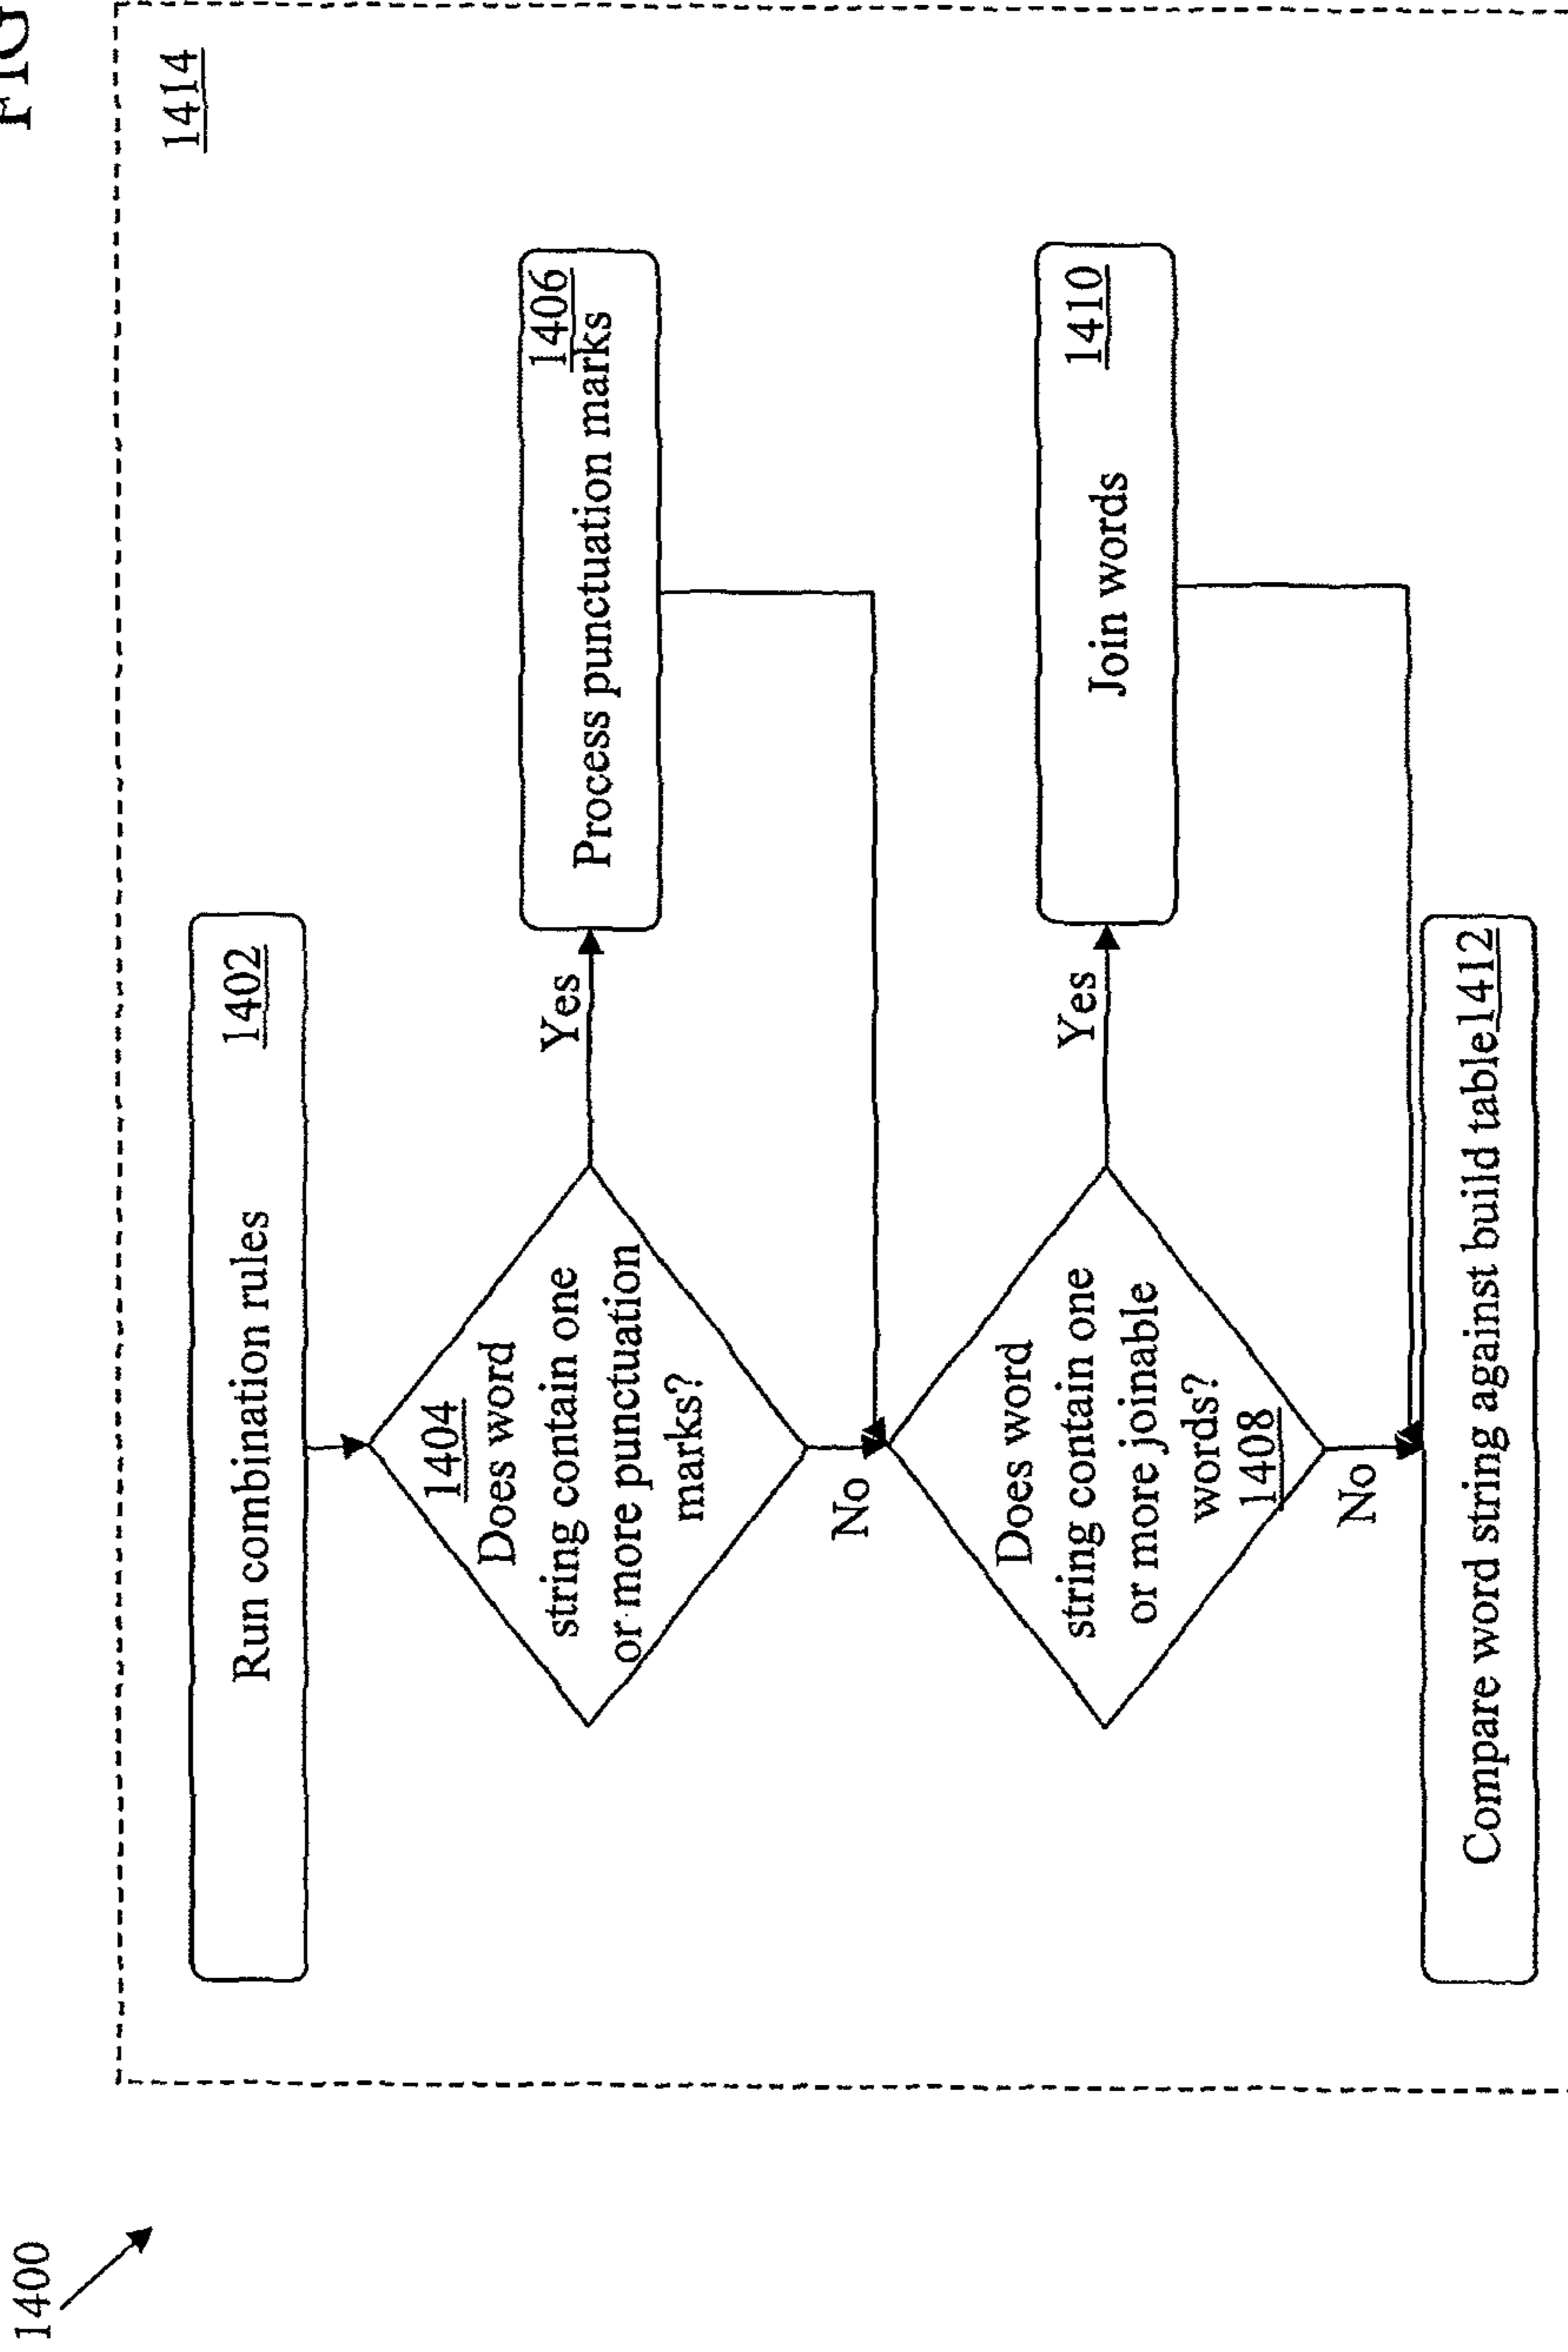 FIG
1400
1414
1402
Run combination rules
1404
Does word
string contain one
or more punctuation
marks?
Yes
1406
Process punctuation marks
No
Does word
string contain one
or more joinable
words?
1408
Yes
1410
Join words
No
Compare word string against build table1412